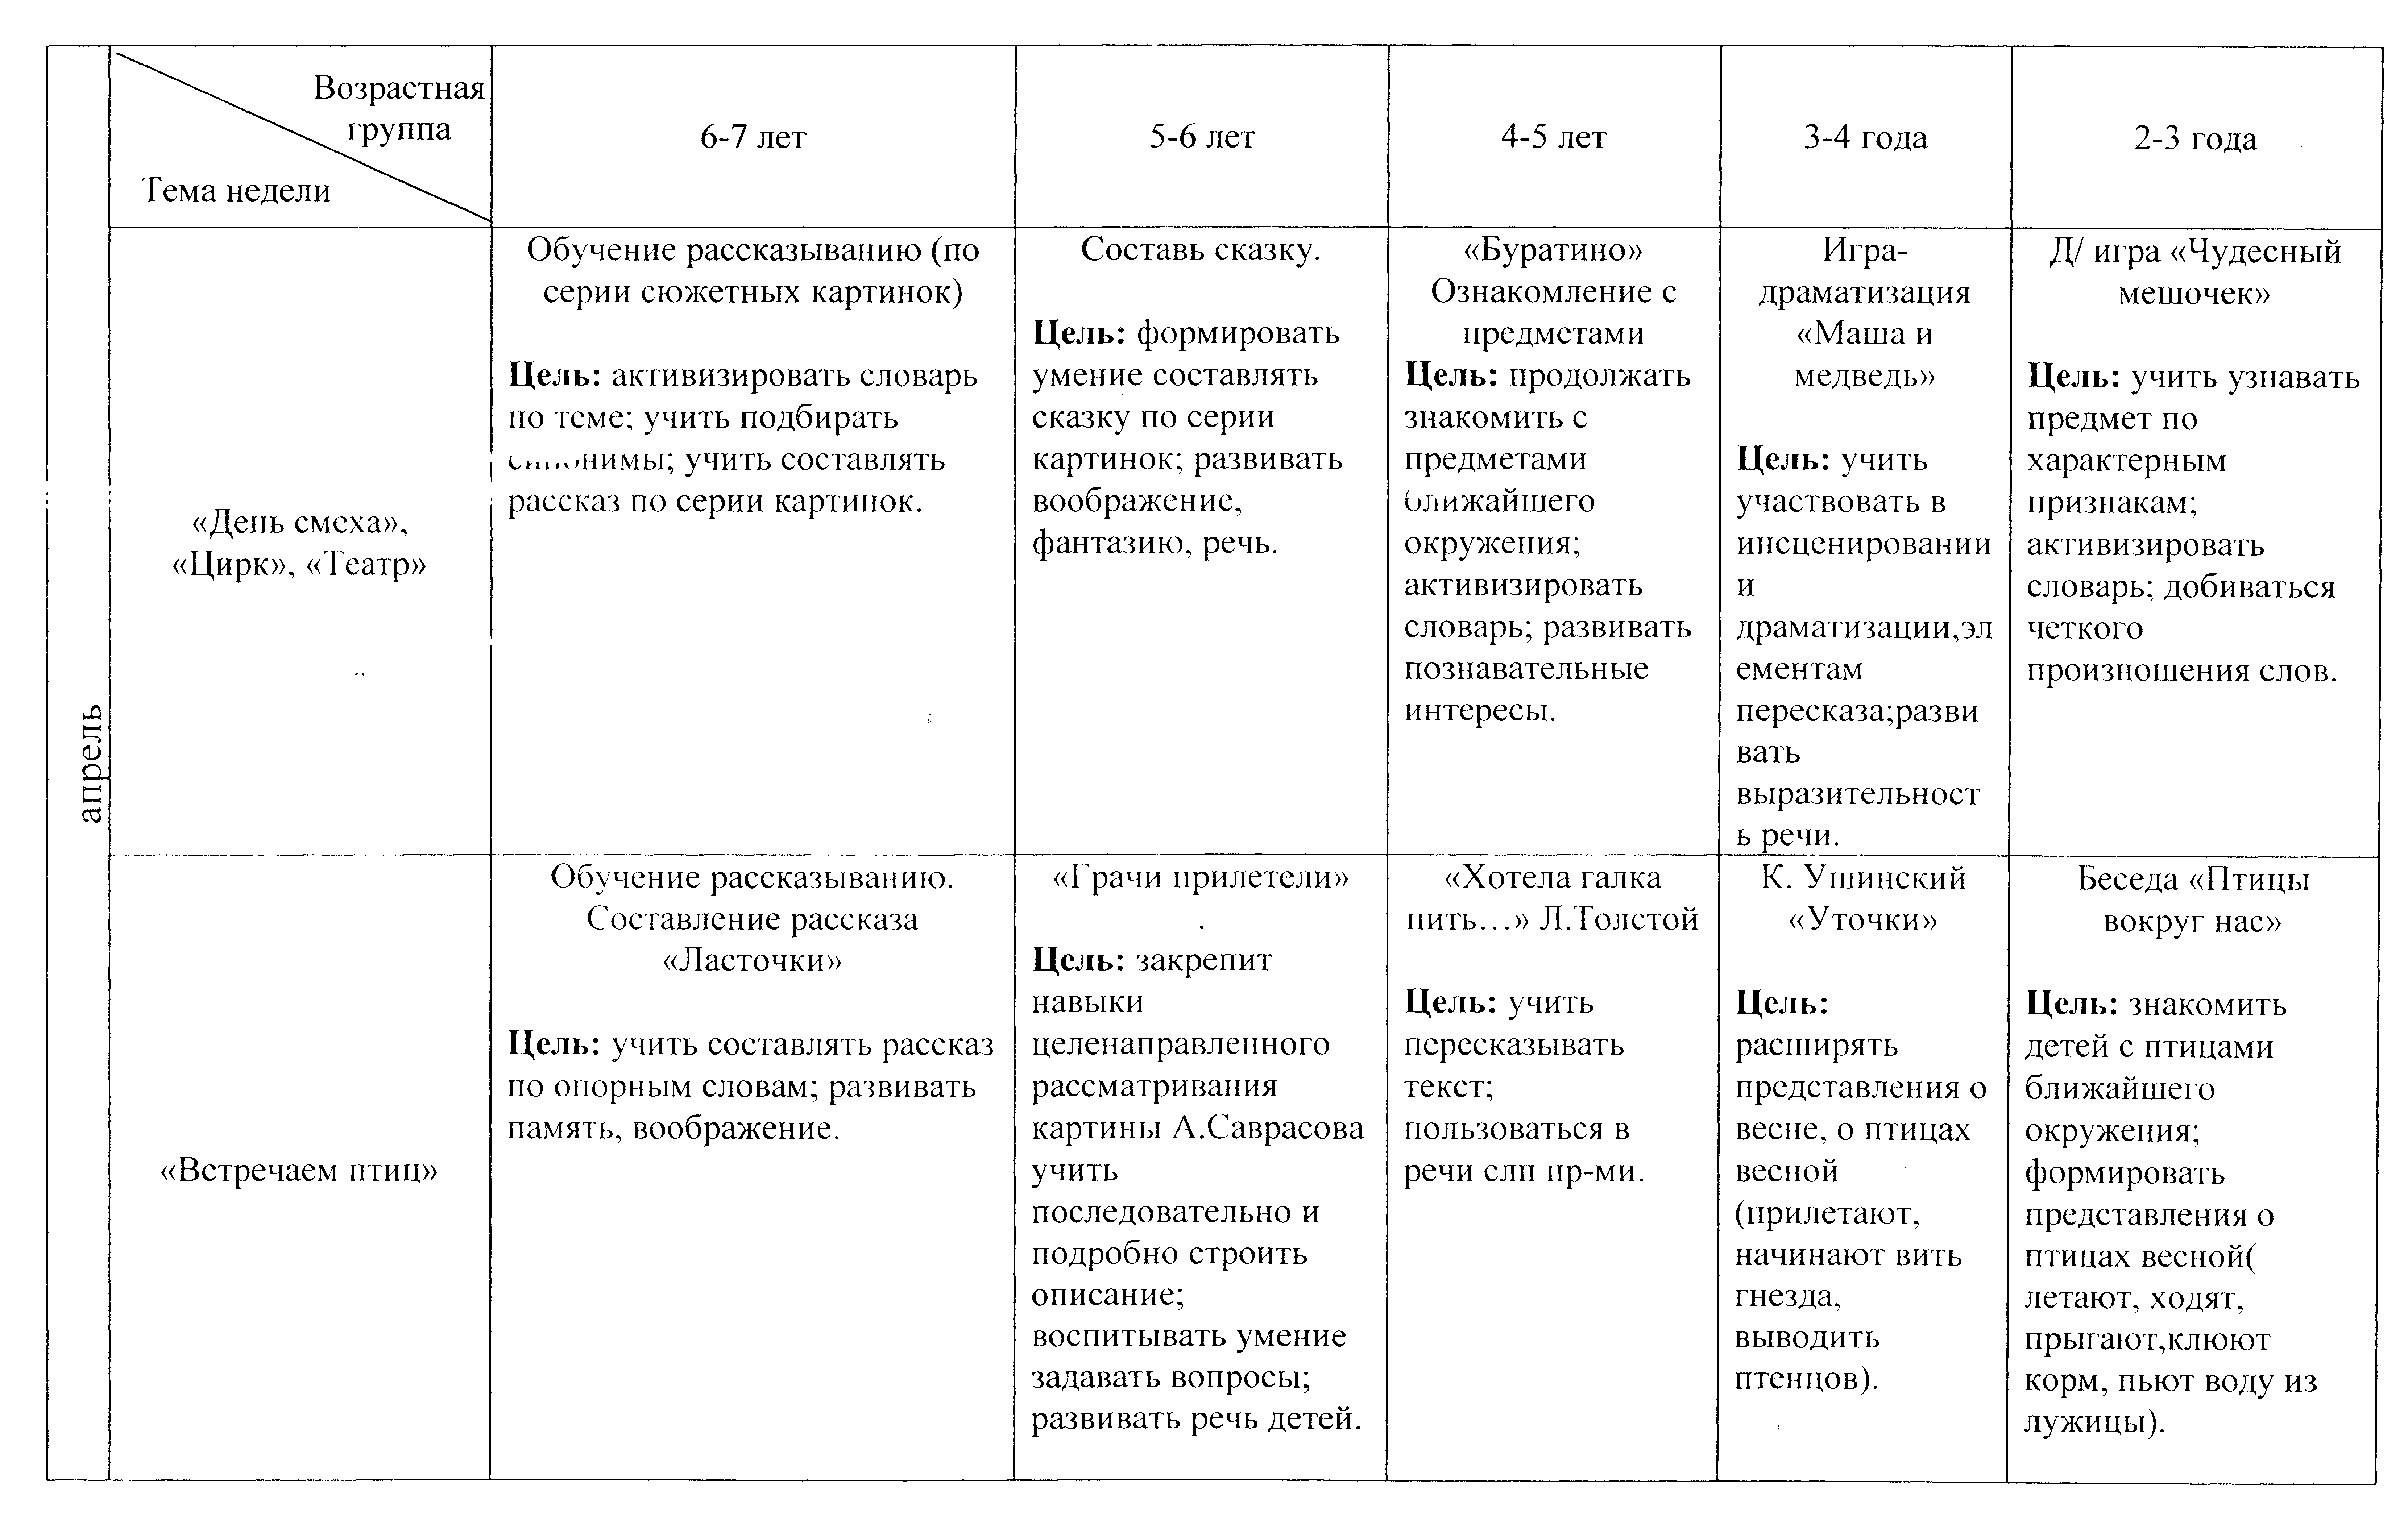 апрель
Возрастная
группа
Тема недели
6-7 лет
5-6 лет
4-5 лет
3-4 года
2-3 года
«День смеха»,
«Цирк», «Театр»
Обучение рассказыванию (по
серии сюжетных картинок)
Цель: активизировать словарь
по теме; учить подбирать
учить составлять
рассказ по серии картинок.
Составь сказку.
Цель: формировать
умение составлять
сказку по серии
картинок; развивать
воображение,
фантазию, речь.
«Буратино»
Ознакомление с
предметами
Цель: продолжать
знакомить с
предметами
ближайшего
окружения;
активизировать
словарь; развивать
познавательные
интересы.
Игра-
драматизация
«Маша и
медведь»
Цель: учить
участвовать в
инсценировании
и
драматизации,эл
ементам
пересказа;разви
вать
выразительност
ь речи.
Д/ игра «Чудесный
мешочек»
Цель: учить узнавать
предмет по
характерным
признакам;
активизировать
словарь; добиваться
четкого
произношения слов.
«Встречаем птиц»
Обучение рассказыванию.
Составление рассказа
«Ласточки»
Цель: учить составлять рассказ
по опорным словам; развивать
память, воображение.
«Грачи прилетели»
.
Цель: закрепит
навыки
целенаправленного
рассматривания
картины А.Саврасова
учить
последовательно и
подробно строить
описание;
воспитывать умение
задавать вопросы;
развивать речь детей.
«Хотела галка
пить...» Л.Толстой
Цель: учить
пересказывать
текст;
пользоваться в
речи слп пр-ми.
К. Ушинский
«Уточки»
Цель:
расширять
представления о
весне, о птицах
весной
(прилетают,
начинают вить
гнезда,
выводить
птенцов).
Беседа «Птицы
вокруг нас»
Цель: знакомить
детей с птицами
ближайшего
окружения;
формировать
представления о
птицах весной(
летают, ходят,
прыгают,клюют
корм, пьют воду из
лужицы).